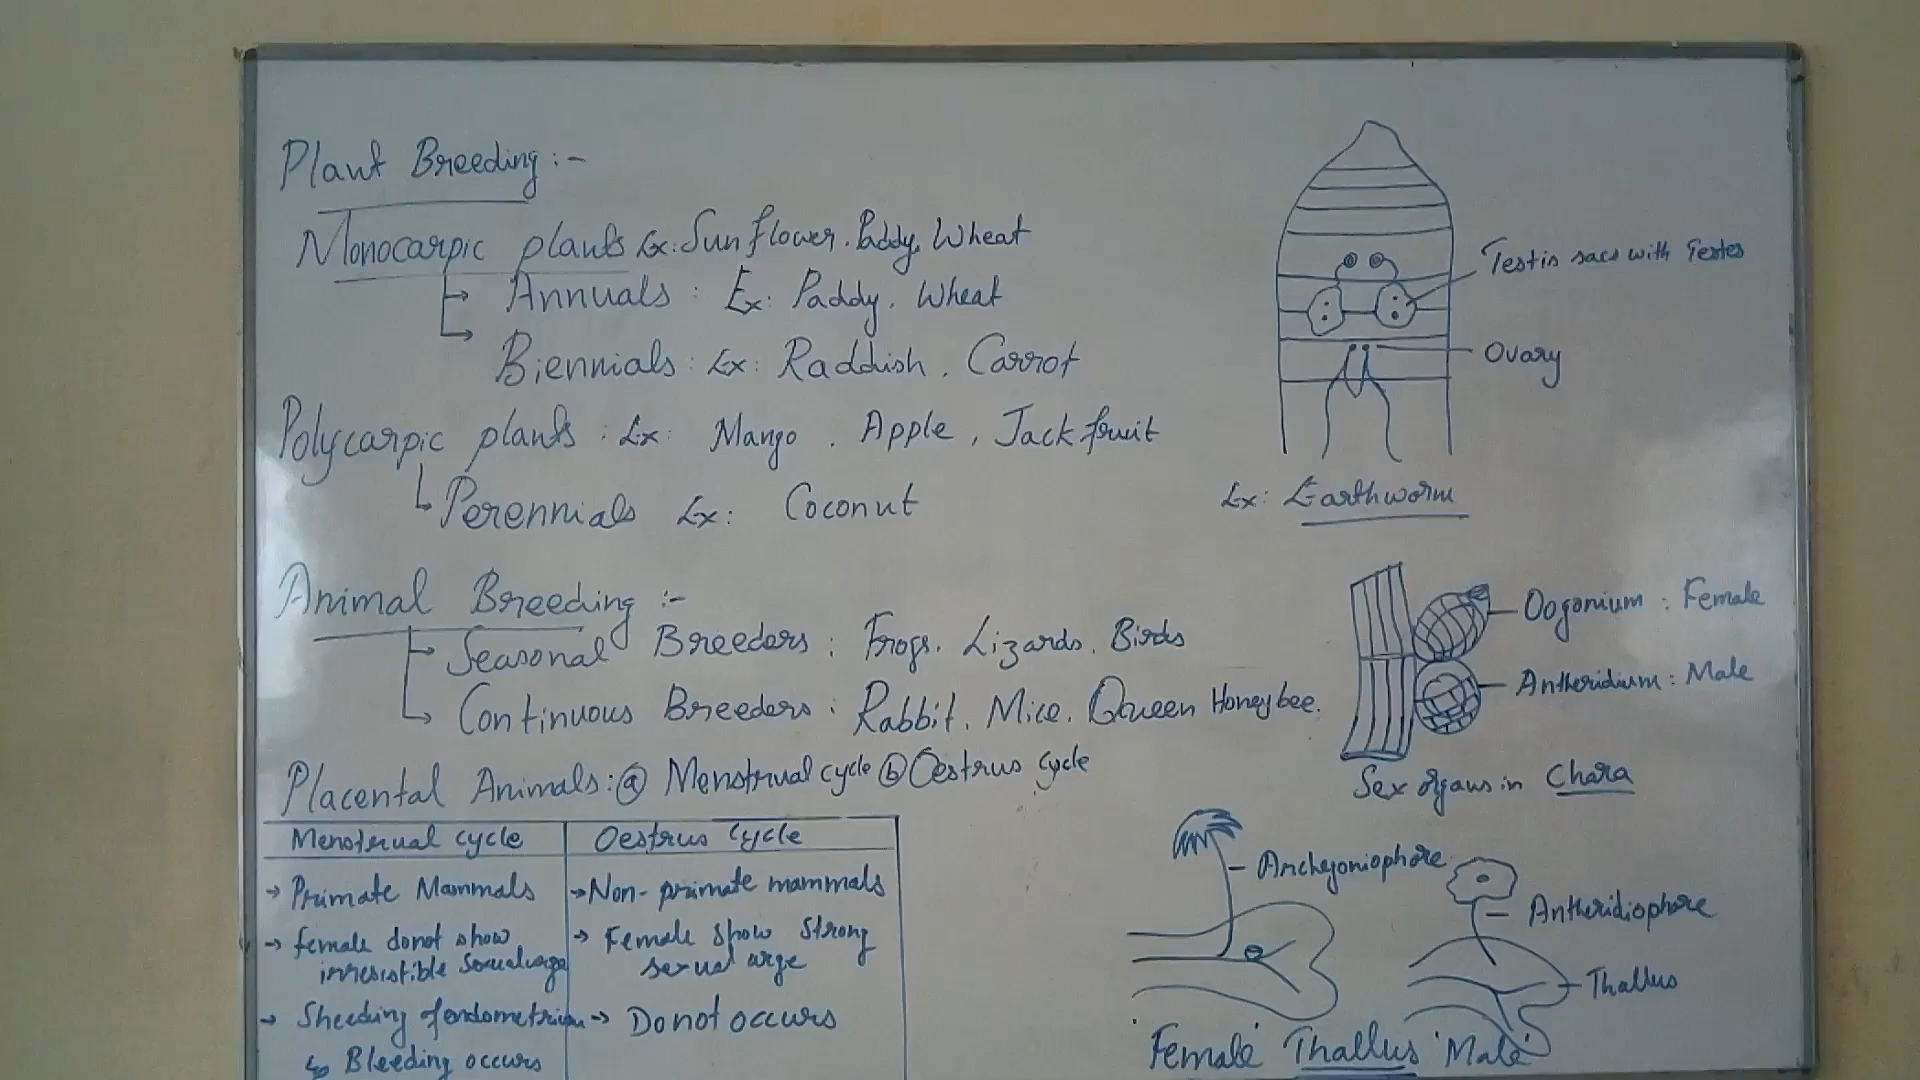 Plant Breeding :-
Monocarpic plants Ex: Sunflower. Paddy, Wheat
Annuals : Ex: Paddy, Wheat
Biennials : Ex: Raddish, Carrot
Polycarpic plants : Ex: Mango, Apple, Jack fruit
Perennials Ex: Coconut
Animal Breeding :-
Seasonal Breeders : Frogs, Lizards, Birds
Continuous Breeders : Rabbit, Mice, Queen Honeybee.
Placental Animals : ⓐ Menstrual cycle ⓑ Oestrus cycle
Menstrual cycle
→ Primate Mammals
→ female donot show
irresistible Sexual urge
→ Sheeding of endometrium
↳ Bleeding occurs
Oestrus Cycle
→ Non-primate mammals
→ Female show strong
sexual urge
→ Donot occurs
Testis sacs with Testes
Ovary
Ex: Earthworm
Oogonium : Female
Antheridium : Male
Sex organs in Chara
Archegoniophore
Antheridiophore
Thallus
'Female' Thallus 'Male'